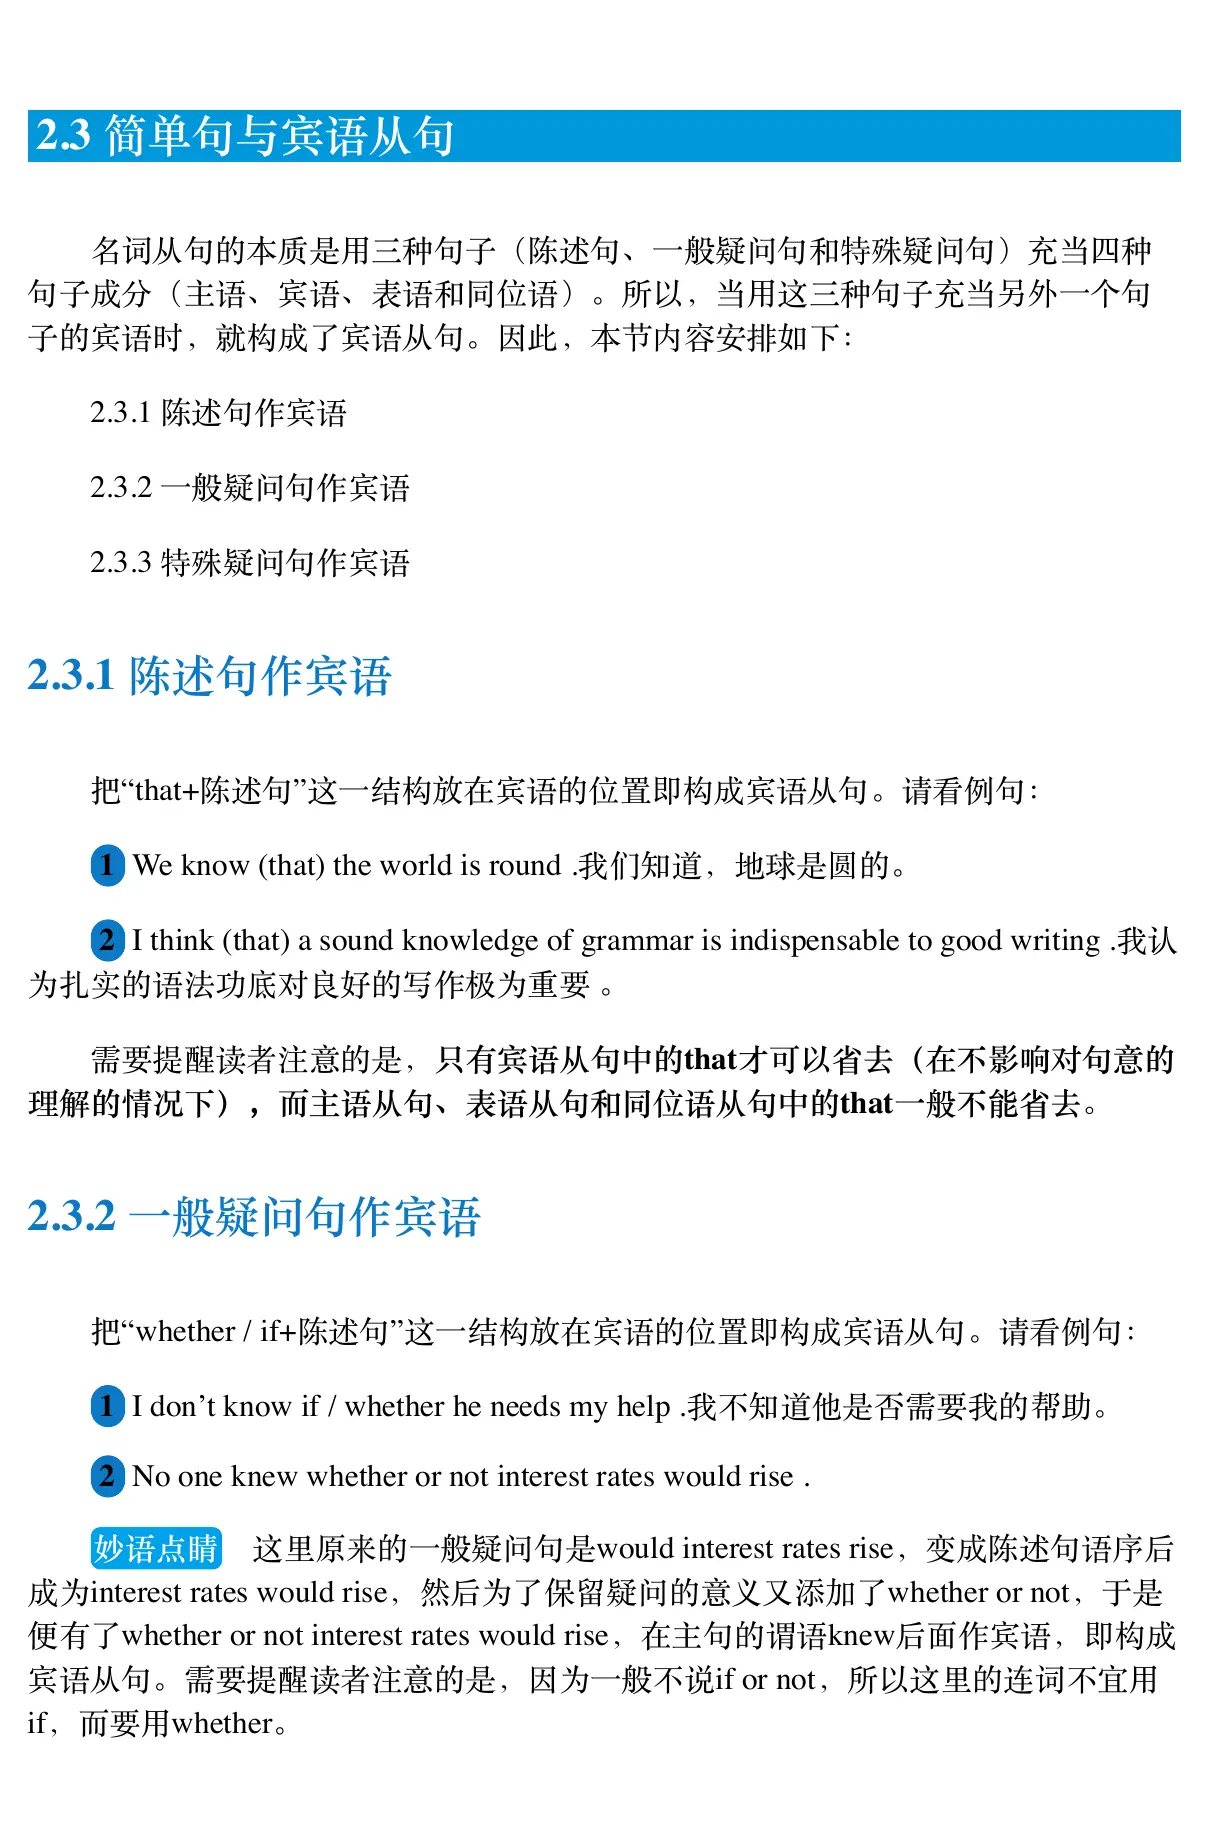 2.3 简单句与宾语从句
名词从句的本质是用三种句子（陈述句、一般疑问句和特殊疑问句）充当四种
句子成分（主语、宾语、表语和同位语）。所以，当用这三种句子充当另外一个句
子的宾语时，就构成了宾语从句。因此，本节内容安排如下：
2.3.1 陈述句作宾语
2.3.2 一般疑问句作宾语
2.3.3 特殊疑问句作宾语
2.3.1 陈述句作宾语
把“that+陈述句”这一结构放在宾语的位置即构成宾语从句。请看例句：
1 We know (that) the world is round .我们知道，地球是圆的。
2 I think (that) a sound knowledge of grammar is indispensable to good writing .我认
为扎实的语法功底对良好的写作极为重要 。
需要提醒读者注意的是，只有宾语从句中的that才可以省去（在不影响对句意的
理解的情况下），而主语从句、表语从句和同位语从句中的that一般不能省去。
2.3.2 一般疑问句作宾语
把“whether / if+陈述句”这一结构放在宾语的位置即构成宾语从句。请看例句：
1 I don’t know if / whether he needs my help .我不知道他是否需要我的帮助。
2 No one knew whether or not interest rates would rise .
妙语点睛 这里原来的一般疑问句是would interest rates rise，变成陈述句语序后
成为interest rates would rise，然后为了保留疑问的意义又添加了whether or not，于是
便有了whether or not interest rates would rise，在主句的谓语knew后面作宾语，即构成
宾语从句。需要提醒读者注意的是，因为一般不说if or not，所以这里的连词不宜用
if，而要用whether。